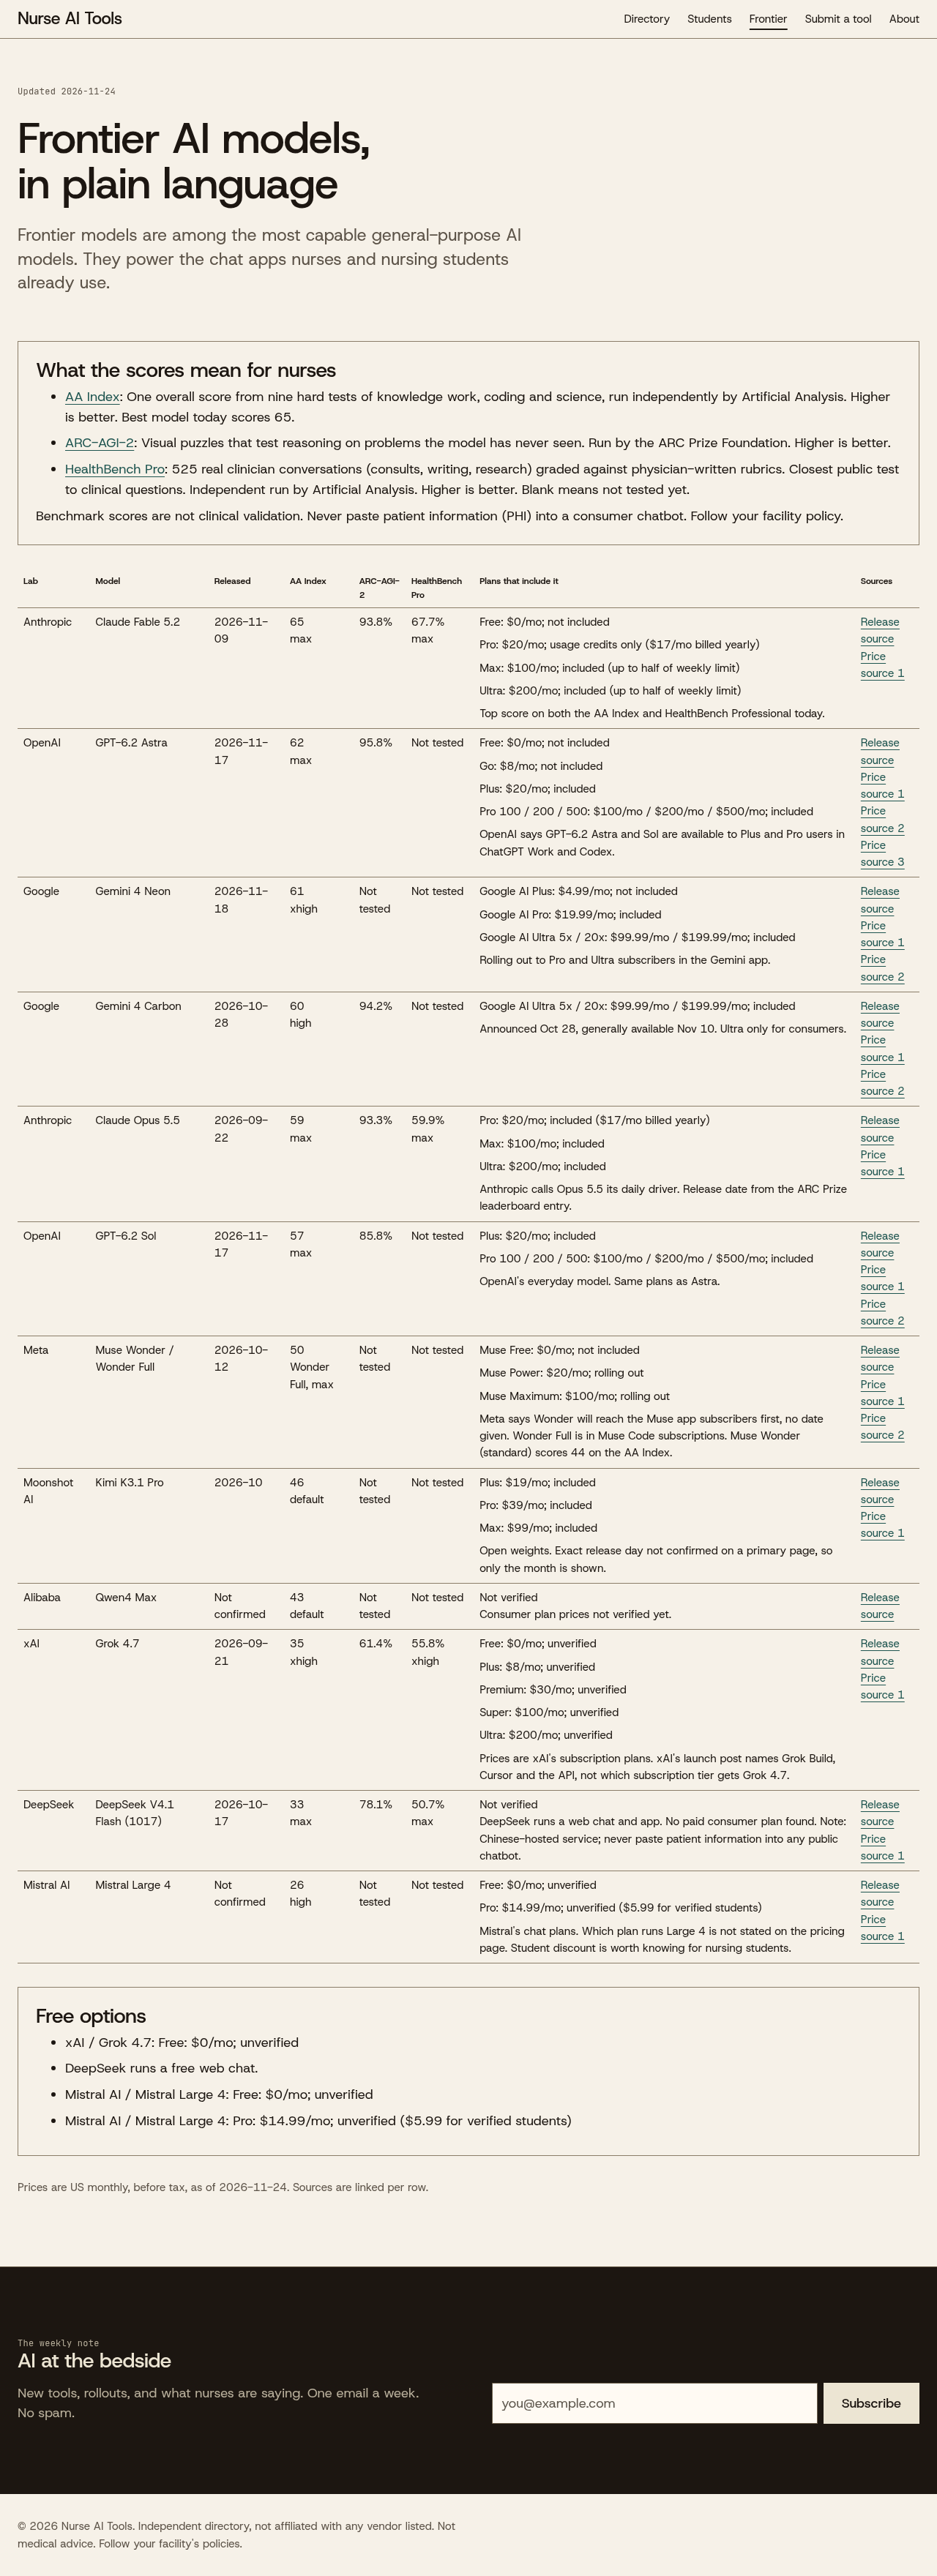 Nurse AI Tools
Directory Students Frontier Submit a tool About
Updated 2026-11-24
Frontier AI models,
in plain language
Frontier models are among the most capable general-purpose AI
models. They power the chat apps nurses and nursing students
already use.
What the scores mean for nurses
• AA Index: One overall score from nine hard tests of knowledge work, coding and science, run independently by Artificial Analysis. Higher
is better. Best model today scores 65.
• ARC-AGI-2: Visual puzzles that test reasoning on problems the model has never seen. Run by the ARC Prize Foundation. Higher is better.
• HealthBench Pro: 525 real clinician conversations (consults, writing, research) graded against physician-written rubrics. Closest public test
to clinical questions. Independent run by Artificial Analysis. Higher is better. Blank means not tested yet.
Benchmark scores are not clinical validation. Never paste patient information (PHI) into a consumer chatbot. Follow your facility policy.
Lab
Model
Released
AA Index
ARC-AGI-
2
HealthBench
Pro
Plans that include it
Sources
Anthropic
Claude Fable 5.2
2026-11-
09
65
max
93.8%
67.7%
max
Free: $0/mo; not included
Pro: $20/mo; usage credits only ($17/mo billed yearly)
Max: $100/mo; included (up to half of weekly limit)
Ultra: $200/mo; included (up to half of weekly limit)
Top score on both the AA Index and HealthBench Professional today.
Release
source
Price
source 1
OpenAI
GPT-6.2 Astra
2026-11-
17
62
max
95.8%
Not tested
Free: $0/mo; not included
Go: $8/mo; not included
Plus: $20/mo; included
Pro 100 / 200 / 500: $100/mo / $200/mo / $500/mo; included
OpenAI says GPT-6.2 Astra and Sol are available to Plus and Pro users in
ChatGPT Work and Codex.
Release
source
Price
source 1
Price
source 2
Price
source 3
Google
Gemini 4 Neon
2026-11-
18
61
xhigh
Not
tested
Not tested
Google AI Plus: $4.99/mo; not included
Google AI Pro: $19.99/mo; included
Google AI Ultra 5x / 20x: $99.99/mo / $199.99/mo; included
Rolling out to Pro and Ultra subscribers in the Gemini app.
Release
source
Price
source 1
Price
source 2
Google
Gemini 4 Carbon
2026-10-
28
60
high
94.2%
Not tested
Google AI Ultra 5x / 20x: $99.99/mo / $199.99/mo; included
Announced Oct 28, generally available Nov 10. Ultra only for consumers.
Release
source
Price
source 1
Price
source 2
Anthropic
Claude Opus 5.5
2026-09-
22
59
max
93.3%
59.9%
max
Pro: $20/mo; included ($17/mo billed yearly)
Max: $100/mo; included
Ultra: $200/mo; included
Anthropic calls Opus 5.5 its daily driver. Release date from the ARC Prize
leaderboard entry.
Release
source
Price
source 1
OpenAI
GPT-6.2 Sol
2026-11-
17
57
max
85.8%
Not tested
Plus: $20/mo; included
Pro 100 / 200 / 500: $100/mo / $200/mo / $500/mo; included
OpenAI's everyday model. Same plans as Astra.
Release
source
Price
source 1
Price
source 2
Meta
Muse Wonder /
Wonder Full
2026-10-
12
50
Wonder
Full, max
Not
tested
Not tested
Muse Free: $0/mo; not included
Muse Power: $20/mo; rolling out
Muse Maximum: $100/mo; rolling out
Meta says Wonder will reach the Muse app subscribers first, no date
given. Wonder Full is in Muse Code subscriptions. Muse Wonder
(standard) scores 44 on the AA Index.
Release
source
Price
source 1
Price
source 2
Moonshot
AI
Kimi K3.1 Pro
2026-10
46
default
Not
tested
Not tested
Plus: $19/mo; included
Pro: $39/mo; included
Max: $99/mo; included
Open weights. Exact release day not confirmed on a primary page, so
only the month is shown.
Release
source
Price
source 1
Alibaba
Qwen4 Max
Not
confirmed
43
default
Not
tested
Not tested
Not verified
Consumer plan prices not verified yet.
Release
source
xAI
Grok 4.7
2026-09-
21
35
xhigh
61.4%
55.8%
xhigh
Free: $0/mo; unverified
Plus: $8/mo; unverified
Premium: $30/mo; unverified
Super: $100/mo; unverified
Ultra: $200/mo; unverified
Prices are xAI's subscription plans. xAI's launch post names Grok Build,
Cursor and the API, not which subscription tier gets Grok 4.7.
Release
source
Price
source 1
DeepSeek
DeepSeek V4.1
Flash (1017)
2026-10-
17
33
max
78.1%
50.7%
max
Not verified
DeepSeek runs a web chat and app. No paid consumer plan found. Note:
Chinese-hosted service; never paste patient information into any public
chatbot.
Release
source
Price
source 1
Mistral AI
Mistral Large 4
Not
confirmed
26
high
Not
tested
Not tested
Free: $0/mo; unverified
Pro: $14.99/mo; unverified ($5.99 for verified students)
Mistral's chat plans. Which plan runs Large 4 is not stated on the pricing
page. Student discount is worth knowing for nursing students.
Release
source
Price
source 1
Free options
• xAI / Grok 4.7: Free: $0/mo; unverified
• DeepSeek runs a free web chat.
• Mistral AI / Mistral Large 4: Free: $0/mo; unverified
• Mistral AI / Mistral Large 4: Pro: $14.99/mo; unverified ($5.99 for verified students)
Prices are US monthly, before tax, as of 2026-11-24. Sources are linked per row.
The weekly note
AI at the bedside
New tools, rollouts, and what nurses are saying. One email a week.
No spam.
you@example.com
Subscribe
© 2026 Nurse AI Tools. Independent directory, not affiliated with any vendor listed. Not
medical advice. Follow your facility's policies.